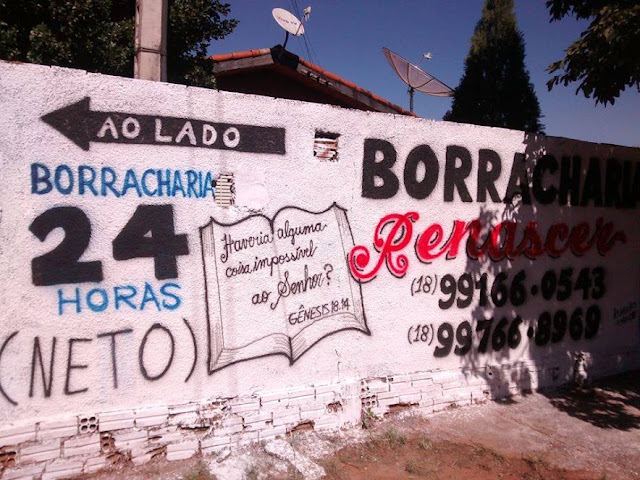 AO LADO
BORRACHARIA
24
HORAS
(NETO)
Haveria alguma
coisa impossível
ao Senhor?
GÊNESIS 18.14
BORRACHARIA
Renascer
(18) 99166-0543
(18) 99766-8969